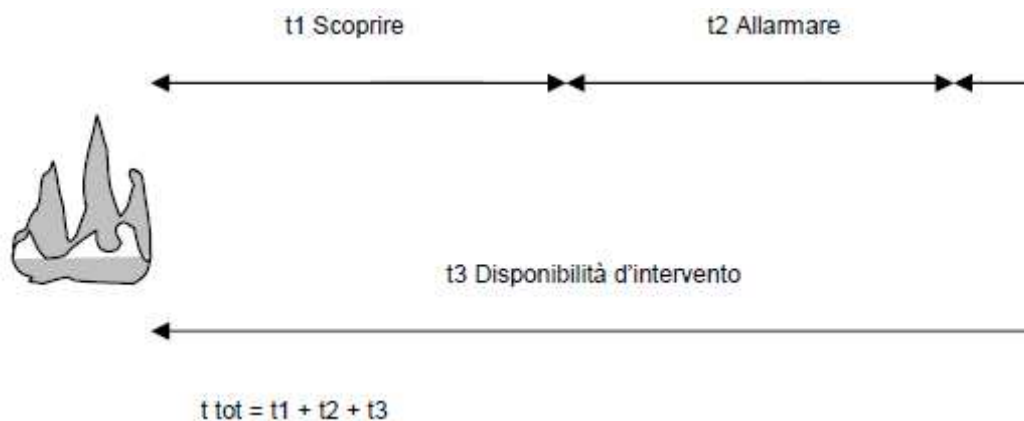 t1 Scoprire
t2 Allarmare
t3 Disponibilità d'intervento
t tot = t1 + t2 + t3